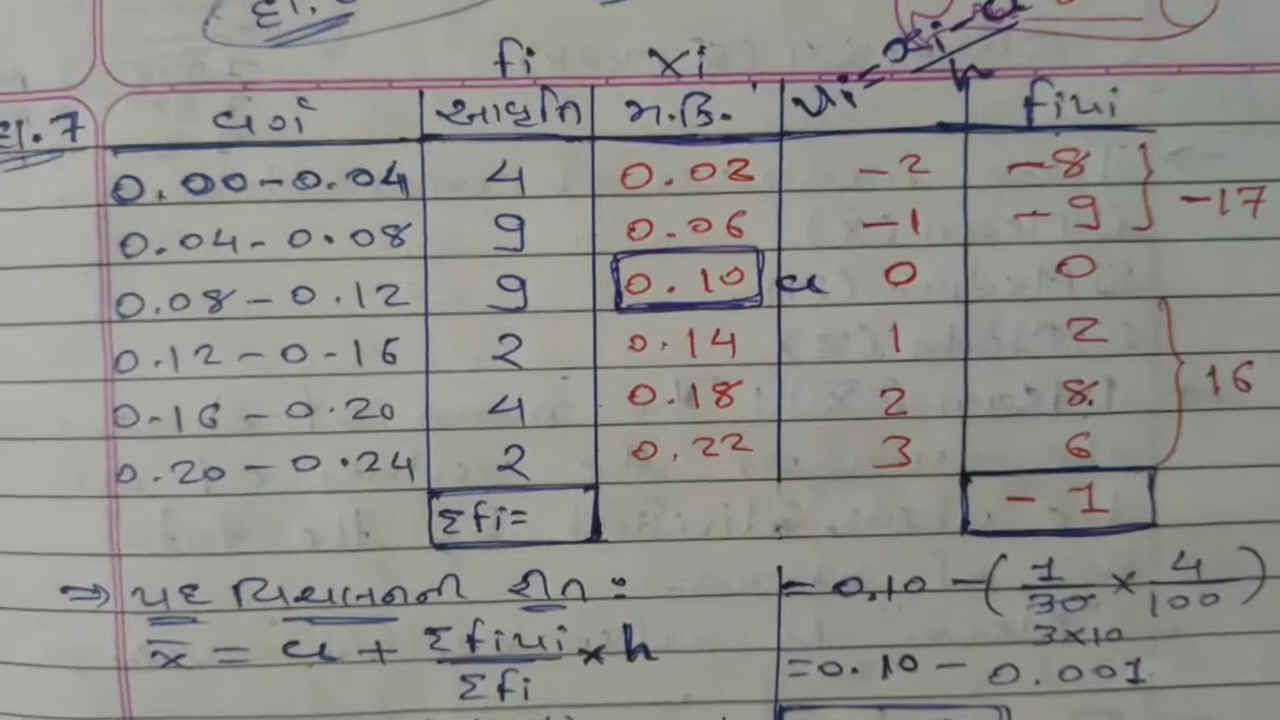 fi xi ui = xi - a / h
દા.7 વર્ગ આવૃતિ મ.કિં. ui fiui
0.00 - 0.04 4 0.02 -2 -8
0.04 - 0.08 9 0.06 -1 -9 } -17
0.08 - 0.12 9 0.10 a 0 0
0.12 - 0.16 2 0.14 1 2
0.16 - 0.20 4 0.18 2 8 } 16
0.20 - 0.24 2 0.22 3 6
Σfi= -1
⇒ પદ વિચલનની રીત :
x̄ = a + Σfiui / Σfi × h
= 0.10 - ( 1/30 × 4/100 )
3×10
= 0.10 - 0.001